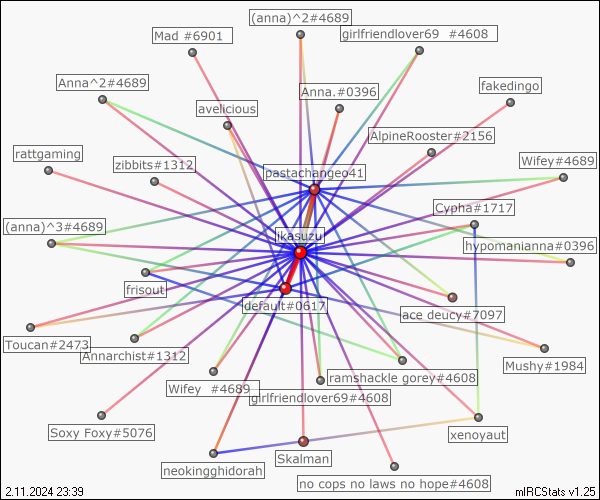 (anna)^2#4689
Mad #6901
girlfriendlover69  #4608
Anna^2#4689
fakedingo
Anna.#0396
avelicious
AlpineRooster#2156
rattgaming
zibbits#1312
Wifey#4689
pastachangeo41
Cypha#1717
(anna)^3#4689
ikasuzu
hypomanianna#0396
frisout
default#0617
ace deucy#7097
Toucan#2473
Annarchist#1312
Mushy#1984
ramshackle gorey#4608
Wifey  #4689
girlfriendlover69#4608
Soxy Foxy#5076
xenoyaut
Skalman
neokingghidorah
no cops no laws no hope#4608
2.11.2024 23:39
mIRCStats v1.25